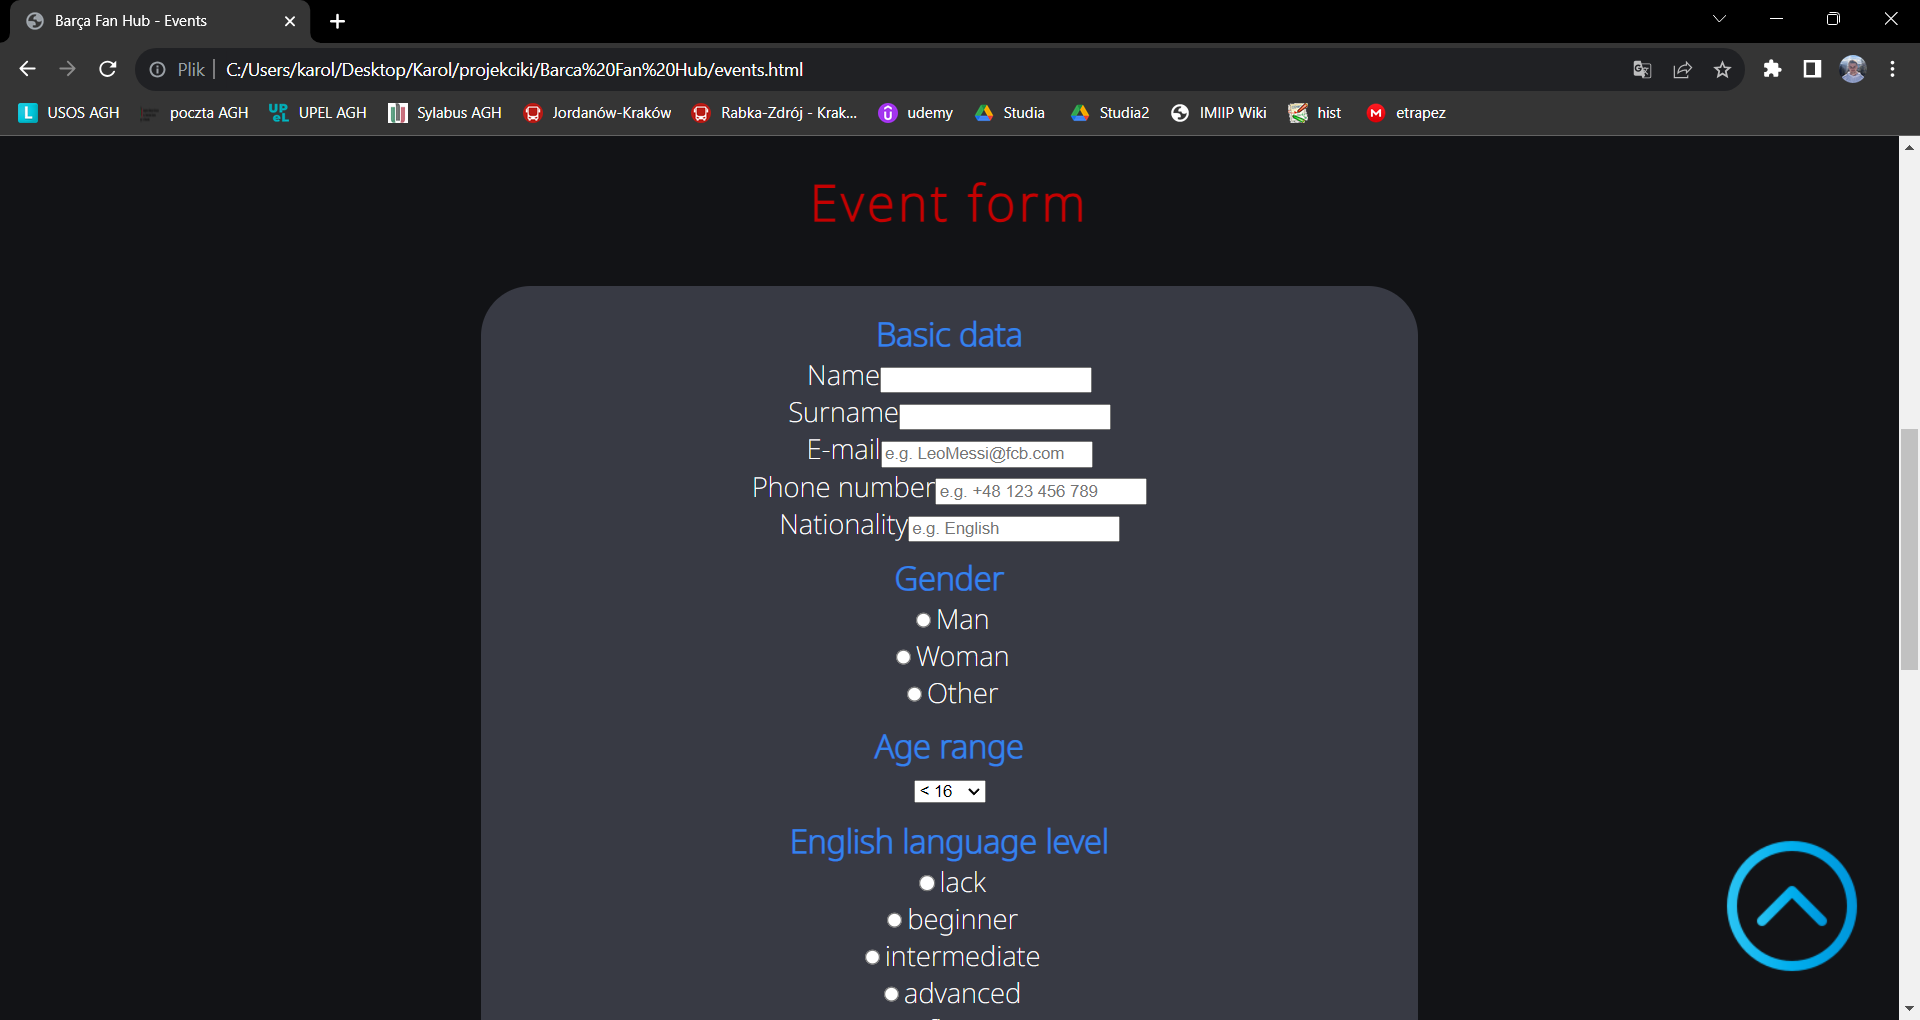 Barça Fan Hub - Events
Plik C:/Users/karol/Desktop/Karol/projekciki/Barca%20Fan%20Hub/events.html
USOS AGH poczta AGH UPEL AGH Sylabus AGH Jordanów-Kraków Rabka-Zdrój - Krak... udemy Studia Studia2 IMIIP Wiki hist etrapez
Event form
Basic data
Name
Surname
E-mail e.g. LeoMessi@fcb.com
Phone number e.g. +48 123 456 789
Nationality e.g. English
Gender
Man
Woman
Other
Age range
< 16
English language level
lack
beginner
intermediate
advanced